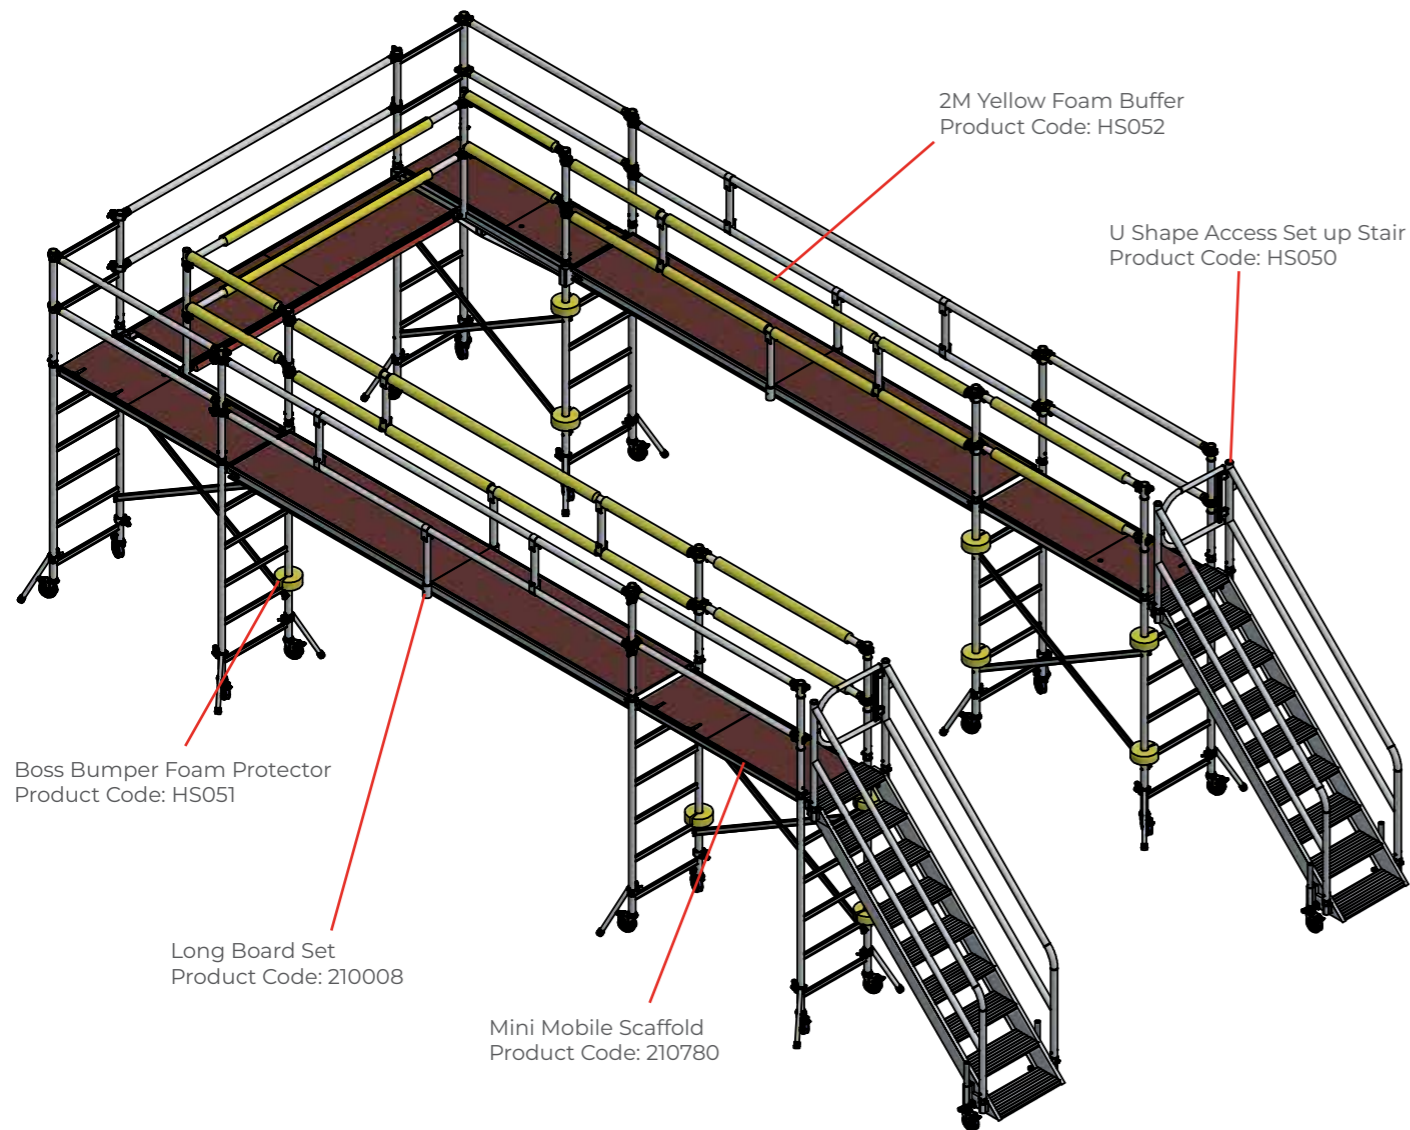 2M Yellow Foam Buffer
Product Code: HS052
U Shape Access Set up Stair
Product Code: HS050
Boss Bumper Foam Protector
Product Code: HS051
Long Board Set
Product Code: 210008
Mini Mobile Scaffold
Product Code: 210780